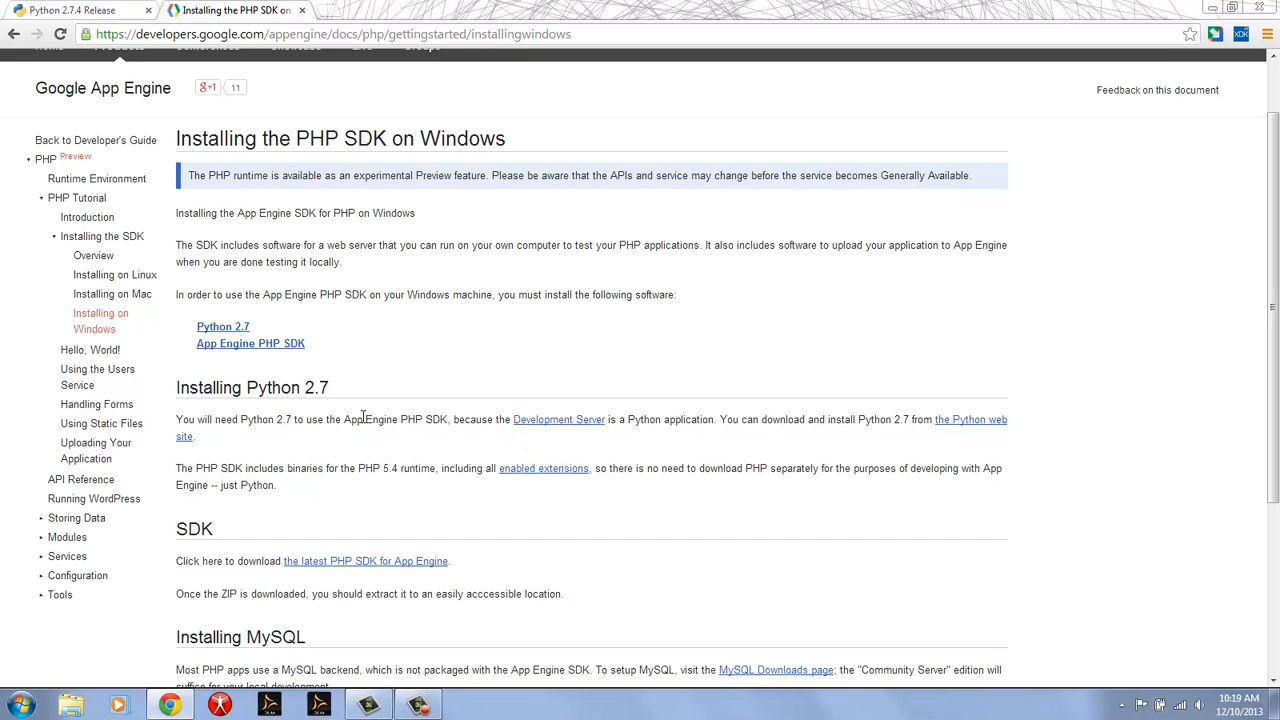 Python 2.7.4 Release
Installing the PHP SDK on
https://developers.google.com/appengine/docs/php/gettingstarted/installingwindows
XDK
Google App Engine
g+1
11
Feedback on this document
Back to Developer's Guide
PHP Preview
Runtime Environment
PHP Tutorial
Introduction
Installing the SDK
Overview
Installing on Linux
Installing on Mac
Installing on
Windows
Hello, World!
Using the Users
Service
Handling Forms
Using Static Files
Uploading Your
Application
API Reference
Running WordPress
Storing Data
Modules
Services
Configuration
Tools
Installing the PHP SDK on Windows
The PHP runtime is available as an experimental Preview feature. Please be aware that the APIs and service may change before the service becomes Generally Available.
Installing the App Engine SDK for PHP on Windows
The SDK includes software for a web server that you can run on your own computer to test your PHP applications. It also includes software to upload your application to App Engine
when you are done testing it locally.
In order to use the App Engine PHP SDK on your Windows machine, you must install the following software:
Python 2.7
App Engine PHP SDK
Installing Python 2.7
You will need Python 2.7 to use the App Engine PHP SDK, because the Development Server is a Python application. You can download and install Python 2.7 from the Python web
site.
The PHP SDK includes binaries for the PHP 5.4 runtime, including all enabled extensions, so there is no need to download PHP separately for the purposes of developing with App
Engine -- just Python.
SDK
Click here to download the latest PHP SDK for App Engine.
Once the ZIP is downloaded, you should extract it to an easily acccessible location.
Installing MySQL
Most PHP apps use a MySQL backend, which is not packaged with the App Engine SDK. To setup MySQL, visit the MySQL Downloads page; the "Community Server" edition will
suffice for your local development.
10:19 AM
12/10/2013